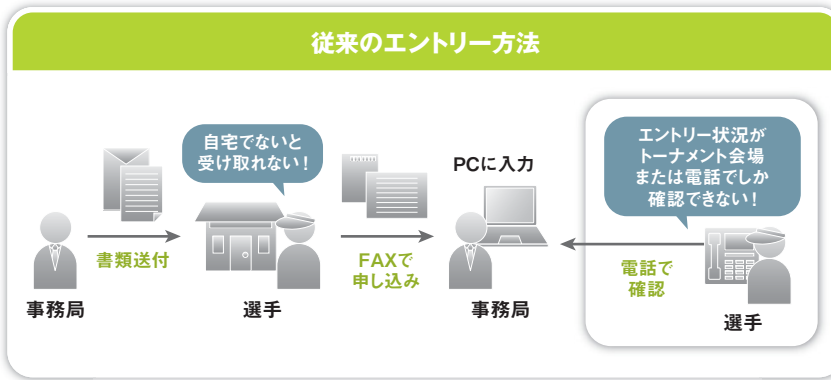 従来のエントリー方法
自宅でないと
受け取れない!
エントリー状況が
トーナメント会場
または電話でしか
確認できない!
PCに入力
書類送付
FAXで
申し込み
電話で
確認
事務局
選手
事務局
選手